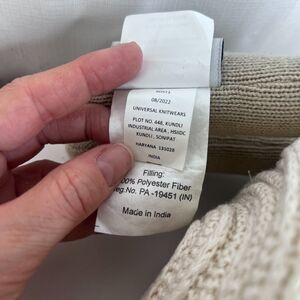 08/2022
UNIVERSAL KNITWEARS
PLOT NO. 448, KUNDLI
INDUSTRIAL AREA, HSIIDC
KUNDLI, SONIPAT
HARYANA 131028
INDIA
Filling:
00% Polyester Fiber
eg.No. PA -19451 (IN)
Made in India